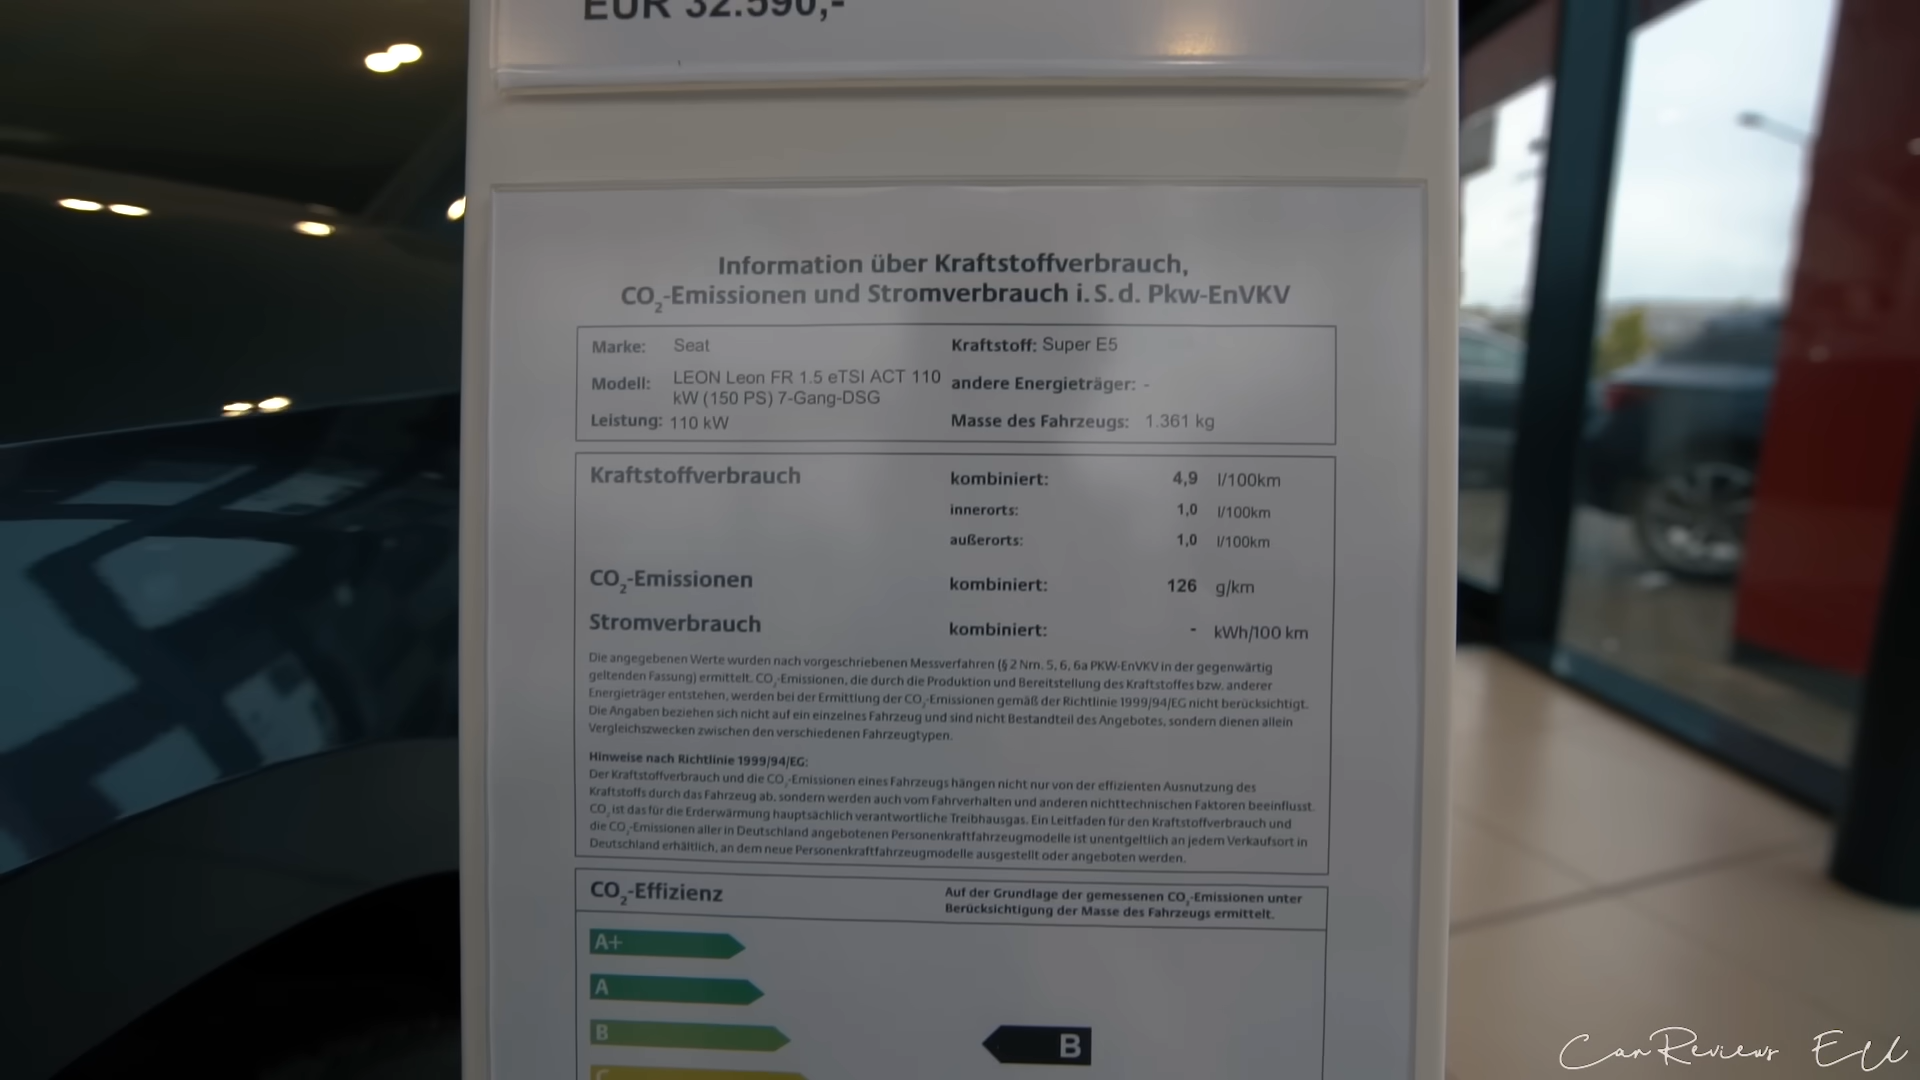 EUR 32.590,-
Information über Kraftstoffverbrauch,
CO2-Emissionen und Stromverbrauch i. S. d. Pkw-EnVKV
Marke: Seat
Kraftstoff: Super E5
Modell: LEON Leon FR 1.5 eTSI ACT 110
kW (150 PS) 7-Gang-DSG
andere Energieträger: -
Leistung: 110 kW
Masse des Fahrzeugs: 1.361 kg
Kraftstoffverbrauch kombiniert: 4,9 l/100km
innerorts: 1,0 l/100km
außerorts: 1,0 l/100km
CO2-Emissionen kombiniert: 126 g/km
Stromverbrauch kombiniert: - kWh/100 km
Die angegebenen Werte wurden nach vorgeschriebenen Messverfahren (§ 2 Nrn. 5, 6, 6a PKW-EnVKV in der gegenwärtig
geltenden Fassung) ermittelt. CO2-Emissionen, die durch die Produktion und Bereitstellung des Kraftstoffes bzw. anderer
Energieträger entstehen, werden bei der Ermittlung der CO2-Emissionen gemäß der Richtlinie 1999/94/EG nicht berücksichtigt.
Die Angaben beziehen sich nicht auf ein einzelnes Fahrzeug und sind nicht Bestandteil des Angebotes, sondern dienen allein
Vergleichszwecken zwischen den verschiedenen Fahrzeugtypen.
Hinweise nach Richtlinie 1999/94/EG:
Der Kraftstoffverbrauch und die CO2-Emissionen eines Fahrzeugs hängen nicht nur von der effizienten Ausnutzung des
Kraftstoffs durch das Fahrzeug ab, sondern werden auch vom Fahrverhalten und anderen nichttechnischen Faktoren beeinflusst.
CO2 ist das für die Erderwärmung hauptsächlich verantwortliche Treibhausgas. Ein Leitfaden für den Kraftstoffverbrauch und
die CO2-Emissionen aller in Deutschland angebotenen Personenkraftfahrzeugmodelle ist unentgeltlich an jedem Verkaufsort in
Deutschland erhältlich, an dem neue Personenkraftfahrzeugmodelle ausgestellt oder angeboten werden.
CO2-Effizienz
Auf der Grundlage der gemessenen CO2-Emissionen unter
Berücksichtigung der Masse des Fahrzeugs ermittelt.
A+
A
B
B
C
CarReviews EU